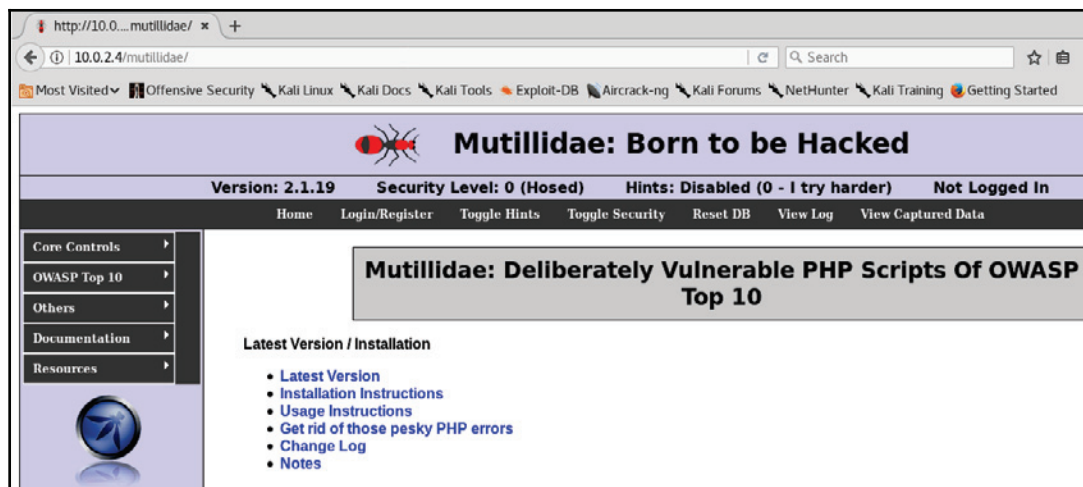 http://10.0....mutillidae/ × +
10.0.2.4/mutillidae/ Search
Most Visited Offensive Security Kali Linux Kali Docs Kali Tools Exploit-DB Aircrack-ng Kali Forums NetHunter Kali Training Getting Started
Mutillidae: Born to be Hacked
Version: 2.1.19 Security Level: 0 (Hosed) Hints: Disabled (0 - I try harder) Not Logged In
Home Login/Register Toggle Hints Toggle Security Reset DB View Log View Captured Data
Core Controls
OWASP Top 10
Others
Documentation
Resources
Mutillidae: Deliberately Vulnerable PHP Scripts Of OWASP
Top 10
Latest Version / Installation
• Latest Version
• Installation Instructions
• Usage Instructions
• Get rid of those pesky PHP errors
• Change Log
• Notes